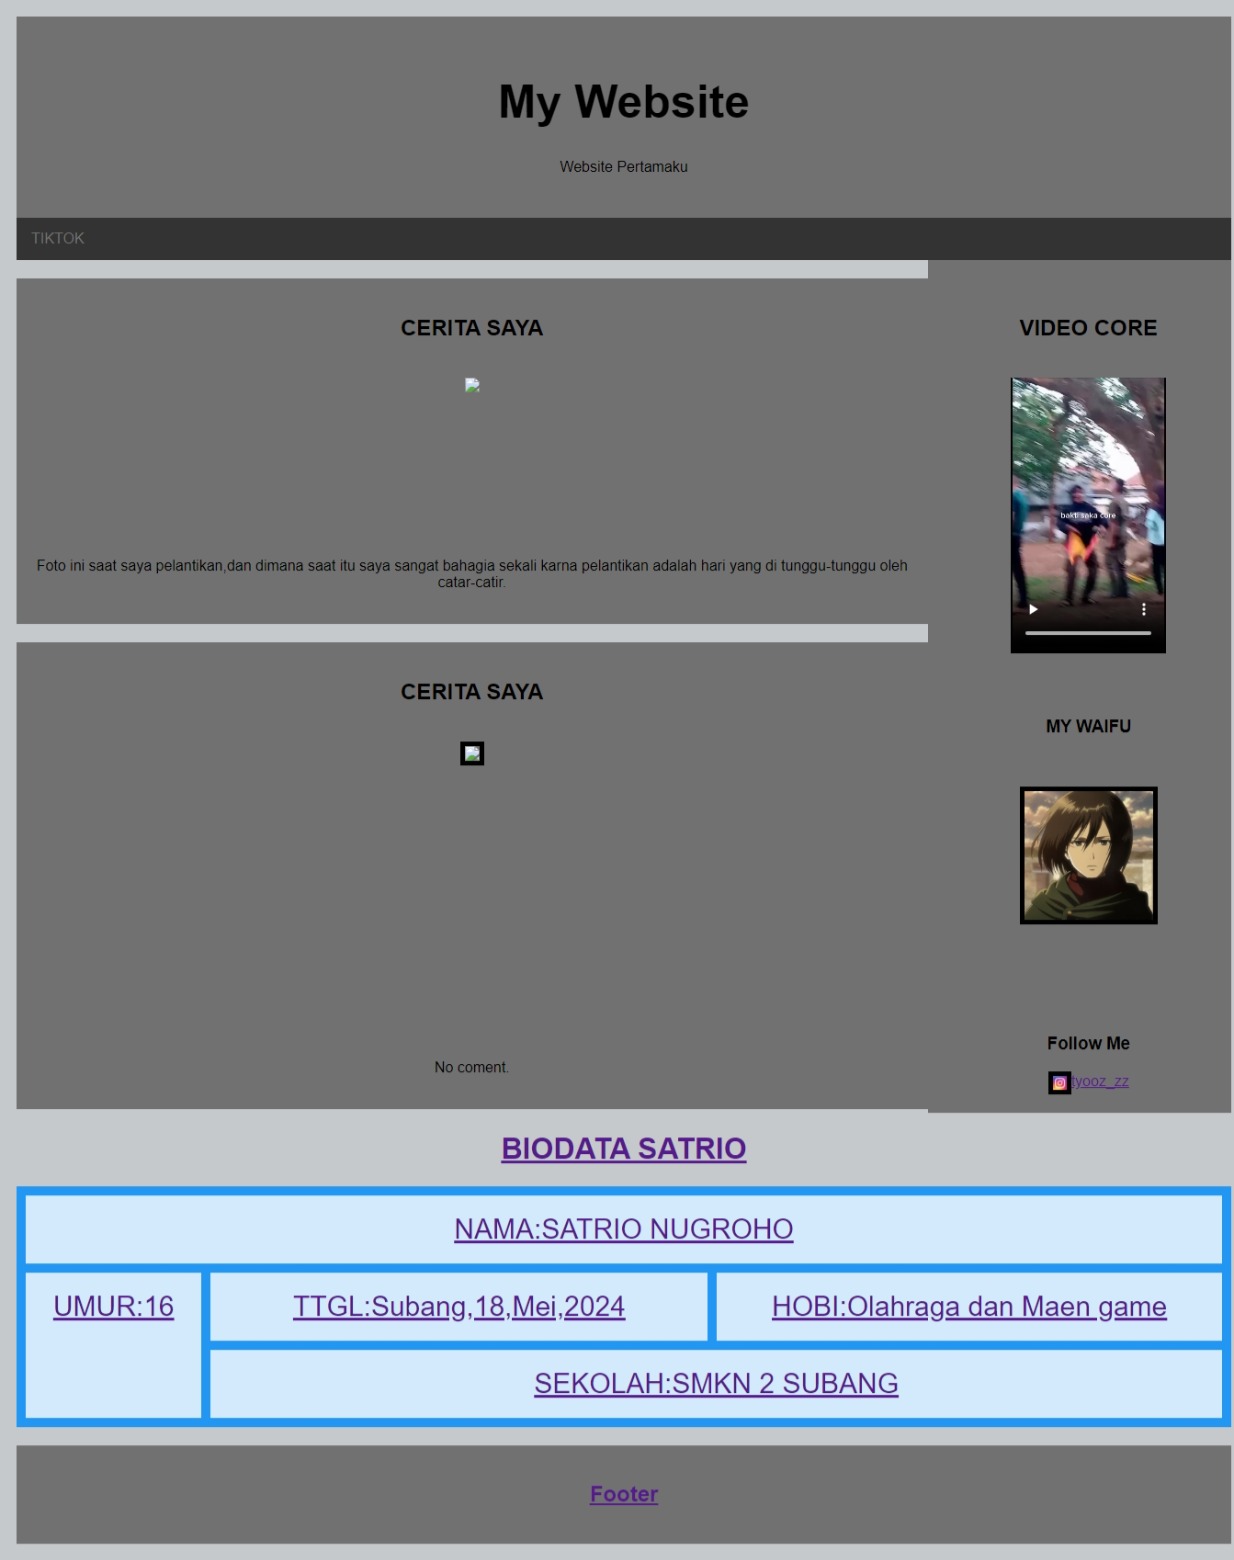 My Website
Website Pertamaku
TIKTOK
CERITA SAYA
Foto ini saat saya pelantikan,dan dimana saat itu saya sangat bahagia sekali karna pelantikan adalah hari yang di tunggu-tunggu oleh
catar-catir.
CERITA SAYA
No coment.
VIDEO CORE
bakti saka core
MY WAIFU
Follow Me
tyooz_zz
BIODATA SATRIO
NAMA:SATRIO NUGROHO
UMUR:16
TTGL:Subang,18,Mei,2024
HOBI:Olahraga dan Maen game
SEKOLAH:SMKN 2 SUBANG
Footer